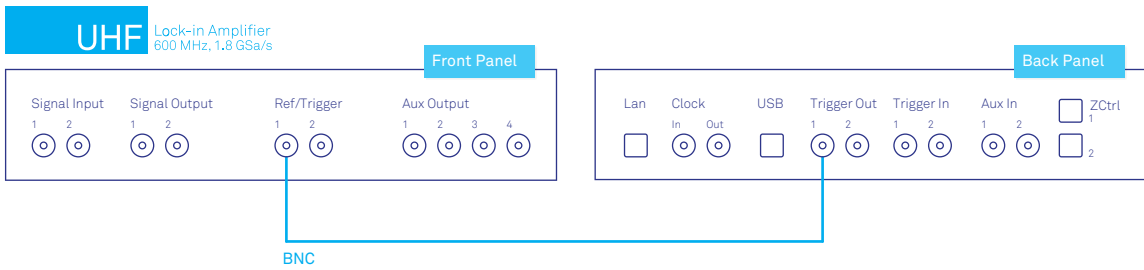 UHF Lock-in Amplifier
600 MHz, 1.8 GSa/s
Front Panel
Signal Input Signal Output Ref/Trigger Aux Output
1 2 1 2 1 2 1 2 3 4
Back Panel
Lan Clock USB Trigger Out Trigger In Aux In ZCtrl
In Out 1 2 1 2 1 2 1
2
BNC